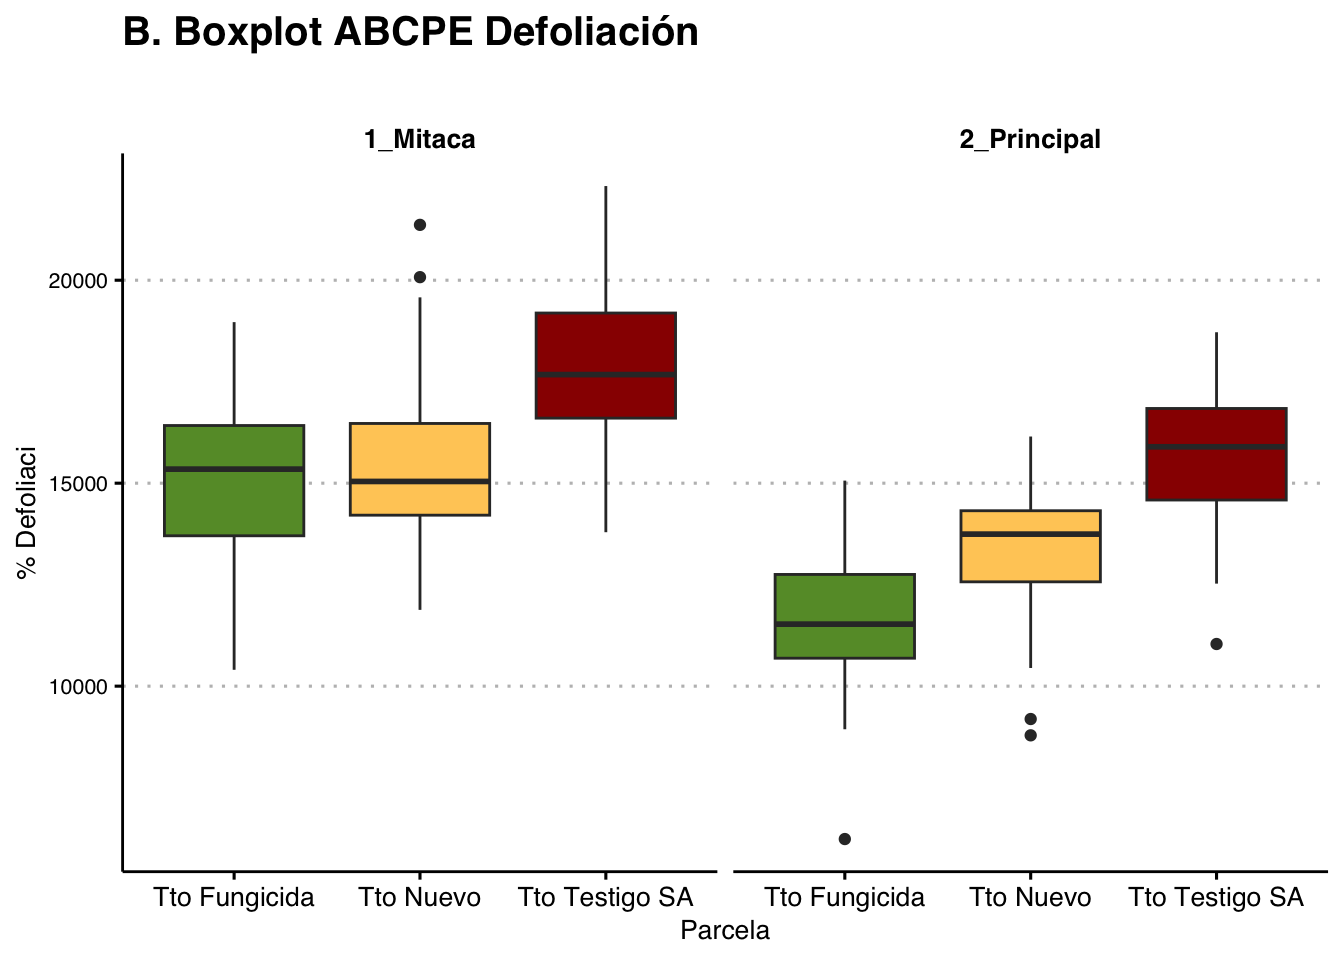 B. Boxplot ABCPE Defoliación
1_Mitaca
2_Principal
% Defoliaci
20000
15000
10000
Tto Fungicida Tto Nuevo Tto Testigo SA Tto Fungicida Tto Nuevo Tto Testigo SA
Parcela